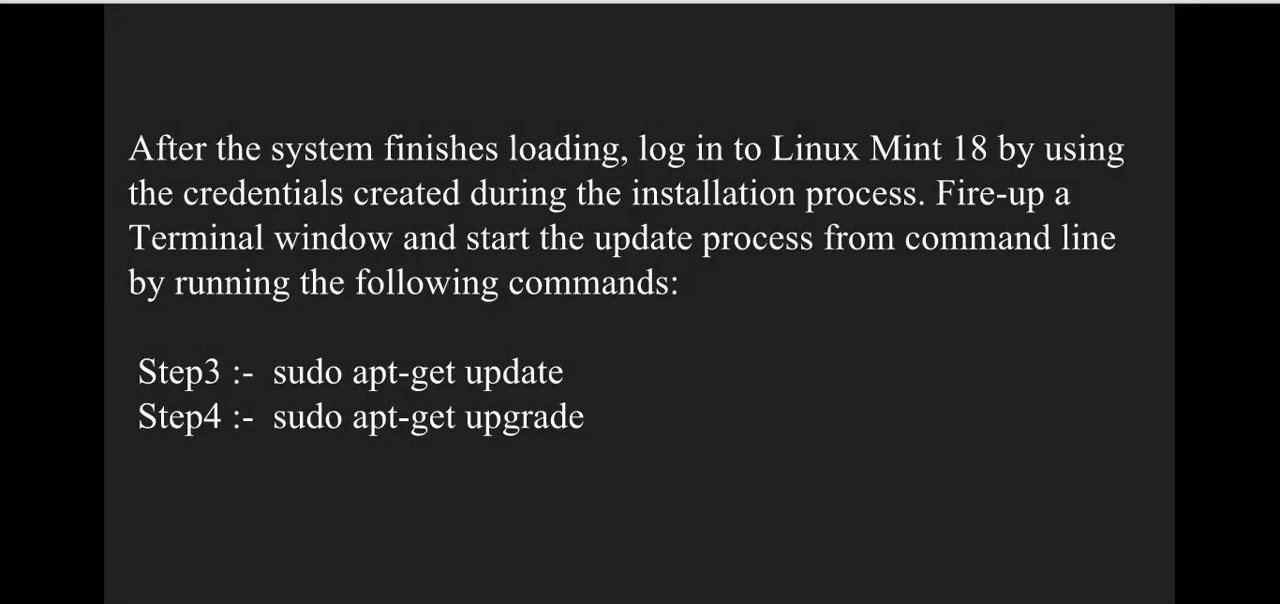 After the system finishes loading, log in to Linux Mint 18 by using
the credentials created during the installation process. Fire-up a
Terminal window and start the update process from command line
by running the following commands:
Step3 :-  sudo apt-get update
Step4 :-  sudo apt-get upgrade